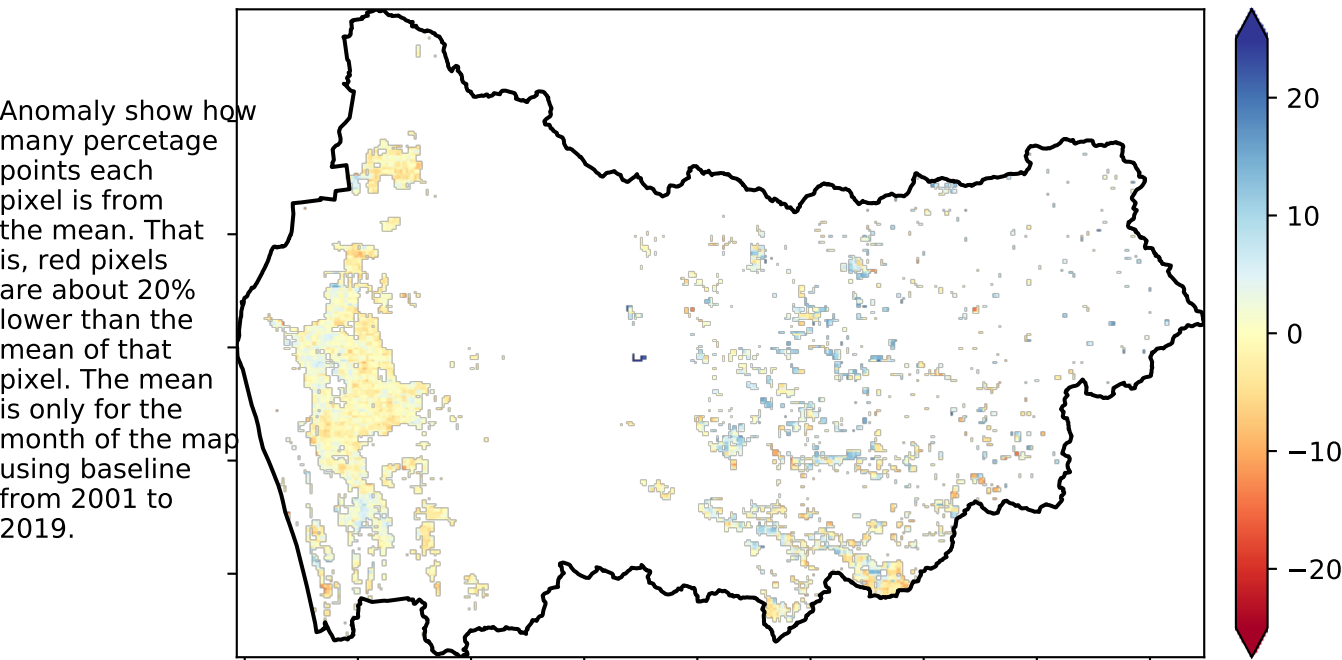 Anomaly show how
many percetage
points each
pixel is from
the mean. That
is, red pixels
are about 20%
lower than the
mean of that
pixel. The mean
is only for the
month of the map
using baseline
from 2001 to
2019.
20
10
0
−10
−20